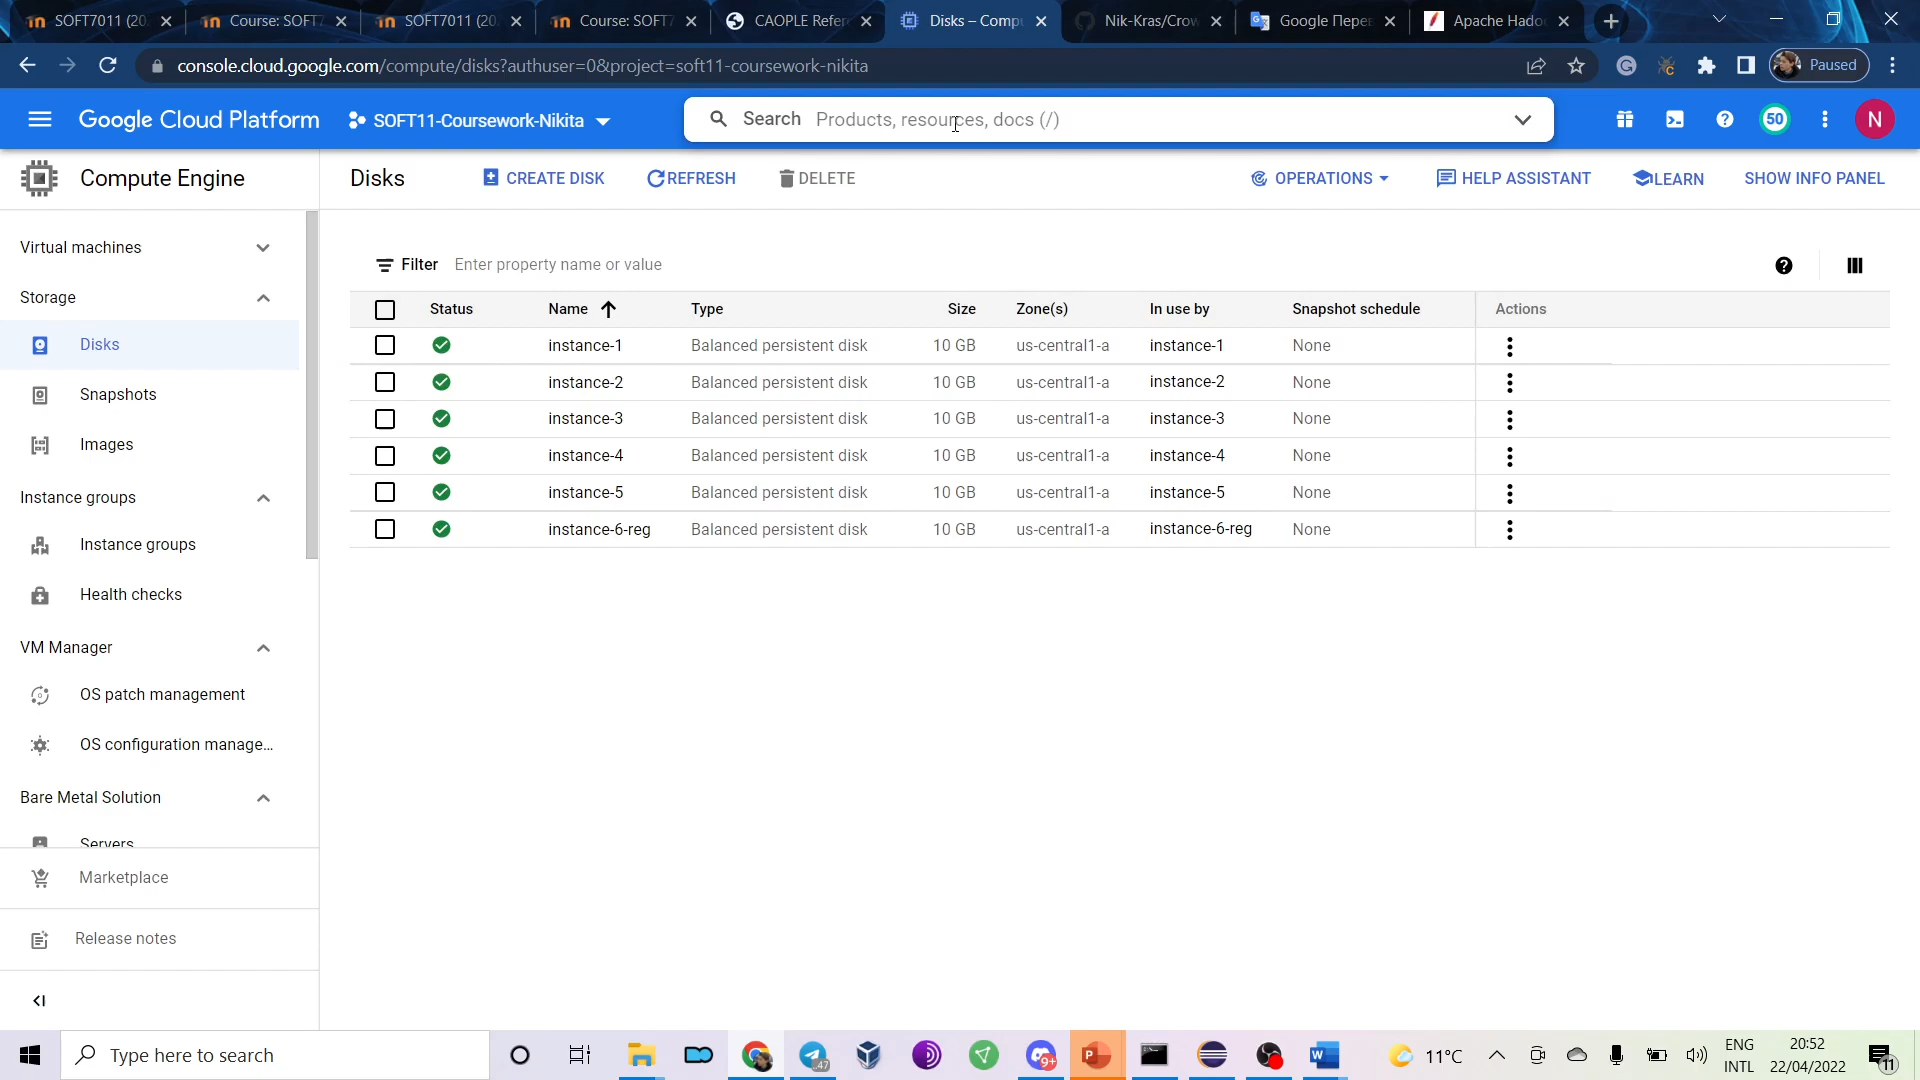 SOFT7011 (20
Course: SOFT7
SOFT7011 (20
Course: SOFT7
CAOPLE Refer
Disks – Compu
Nik-Kras/Crow
Google Перев
Apache Hadoo
console.cloud.google.com/compute/disks?authuser=0&project=soft11-coursework-nikita
Paused
Google Cloud Platform
SOFT11-Coursework-Nikita
Search Products, resources, docs (/)
50
N
Compute Engine
Disks
CREATE DISK
REFRESH
DELETE
OPERATIONS
HELP ASSISTANT
LEARN
SHOW INFO PANEL
Virtual machines
Storage
Disks
Snapshots
Images
Instance groups
Instance groups
Health checks
VM Manager
OS patch management
OS configuration manage...
Bare Metal Solution
Servers
Marketplace
Release notes
Filter Enter property name or value
Status Name Type Size Zone(s) In use by Snapshot schedule Actions
instance-1 Balanced persistent disk 10 GB us-central1-a instance-1 None
instance-2 Balanced persistent disk 10 GB us-central1-a instance-2 None
instance-3 Balanced persistent disk 10 GB us-central1-a instance-3 None
instance-4 Balanced persistent disk 10 GB us-central1-a instance-4 None
instance-5 Balanced persistent disk 10 GB us-central1-a instance-5 None
instance-6-reg Balanced persistent disk 10 GB us-central1-a instance-6-reg None
Type here to search
47
9+
11°C
ENG
INTL
20:52
22/04/2022
11